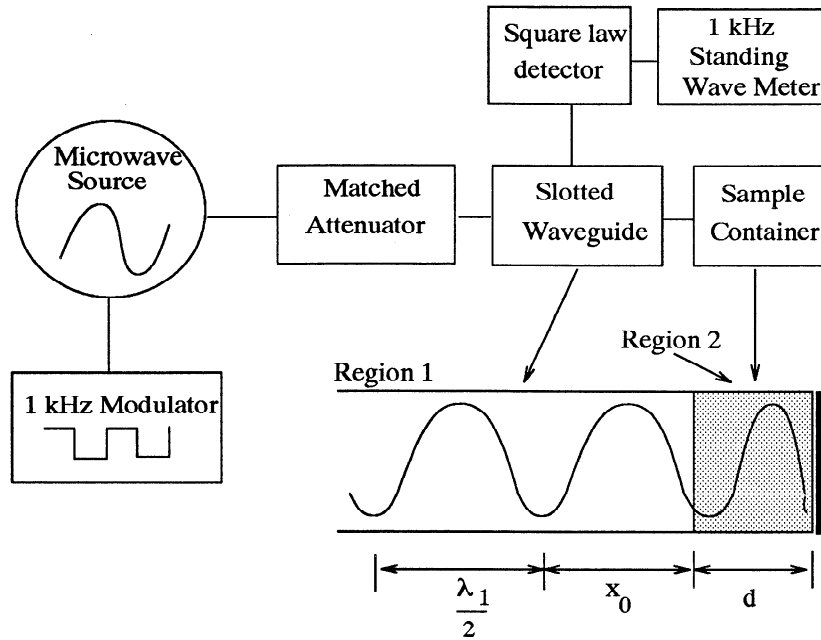 Square law
detector
1 kHz
Standing
Wave Meter
Microwave
Source
Matched
Attenuator
Slotted
Waveguide
Sample
Container
1 kHz Modulator
Region 1
Region 2
λ1
2
x0
d